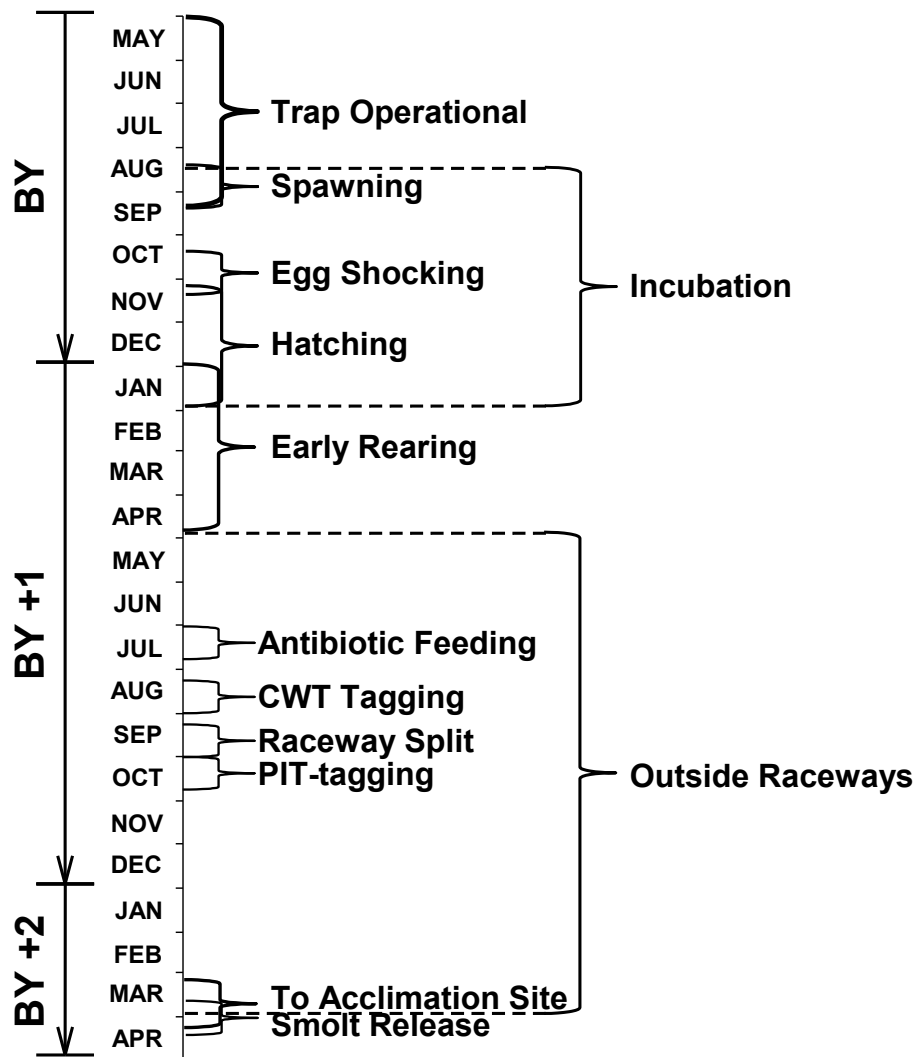 BY
MAY
JUN
JUL
AUG
SEP
OCT
NOV
DEC
BY +1
JAN
FEB
MAR
APR
MAY
JUN
JUL
AUG
SEP
OCT
NOV
DEC
BY +2
JAN
FEB
MAR
APR
Trap Operational
Spawning
Egg Shocking
Hatching
Early Rearing
Antibiotic Feeding
CWT Tagging
Raceway Split
PIT-tagging
To Acclimation Site
Smolt Release
Incubation
Outside Raceways